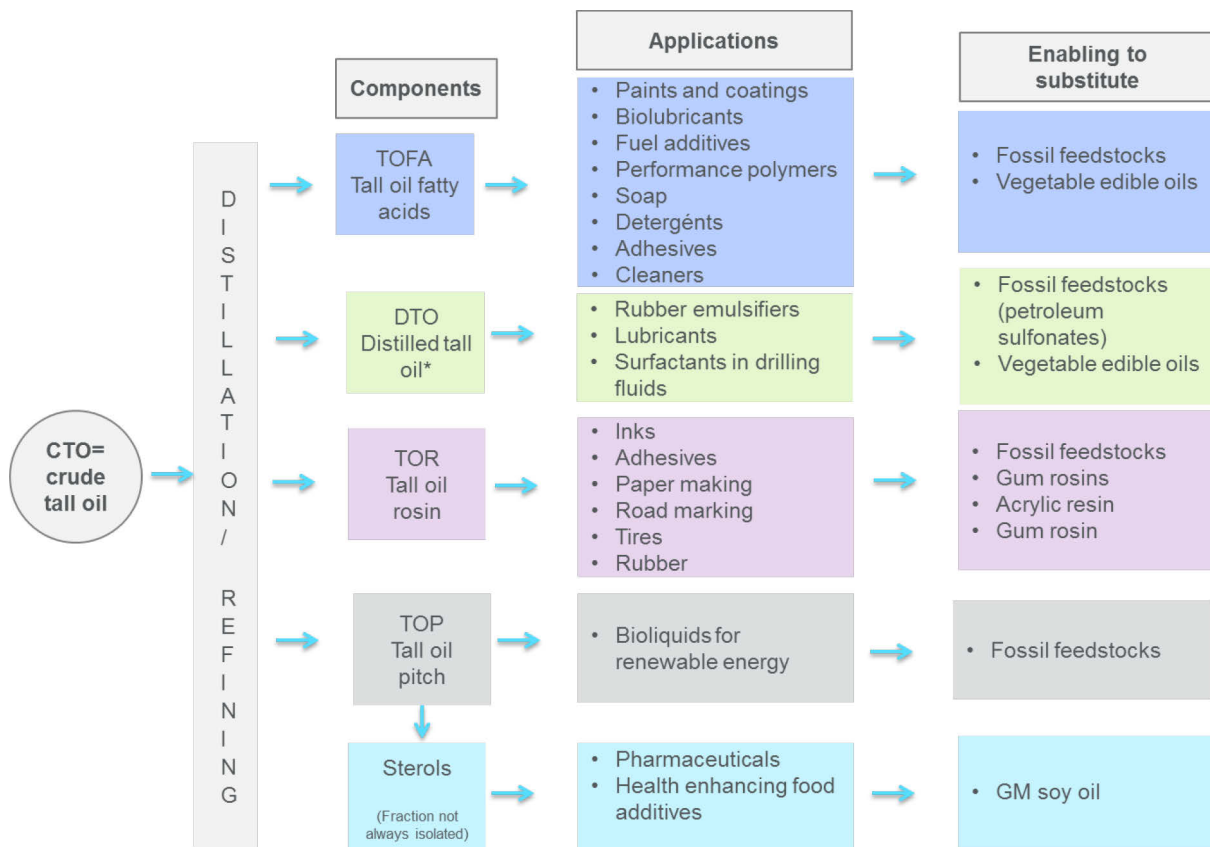 Components
Applications
Enabling to
substitute
CTO=
crude
tall oil
DISTILLATION/ REFINING
TOFA
Tall oil fatty
acids
• Paints and coatings
• Biolubricants
• Fuel additives
• Performance polymers
• Soap
• Detergénts
• Adhesives
• Cleaners
• Fossil feedstocks
• Vegetable edible oils
DTO
Distilled tall
oil*
• Rubber emulsifiers
• Lubricants
• Surfactants in drilling
fluids
• Fossil feedstocks
(petroleum
sulfonates)
• Vegetable edible oils
TOR
Tall oil
rosin
• Inks
• Adhesives
• Paper making
• Road marking
• Tires
• Rubber
• Fossil feedstocks
• Gum rosins
• Acrylic resin
• Gum rosin
TOP
Tall oil
pitch
• Bioliquids for
renewable energy
• Fossil feedstocks
Sterols
(Fraction not
always isolated)
• Pharmaceuticals
• Health enhancing food
additives
• GM soy oil